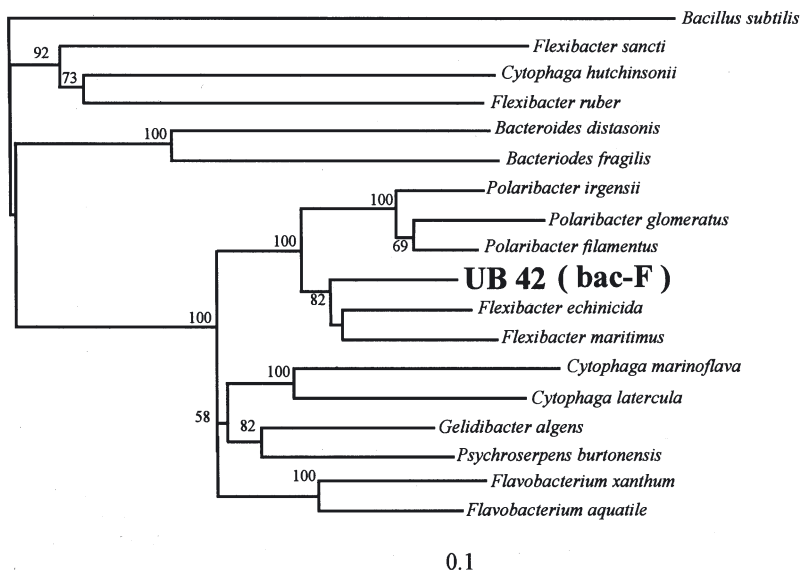 Bacillus subtilis
Flexibacter sancti
92
Cytophaga hutchinsonii
73
Flexibacter ruber
Bacteroides distasonis
100
Bacteriodes fragilis
Polaribacter irgensii
100
Polaribacter glomeratus
100
69
Polaribacter filamentus
UB 42 ( bac-F )
82
Flexibacter echinicida
100
Flexibacter maritimus
Cytophaga marinoflava
100
Cytophaga latercula
58
82
Gelidibacter algens
Psychroserpens burtonensis
100
Flavobacterium xanthum
Flavobacterium aquatile
0.1